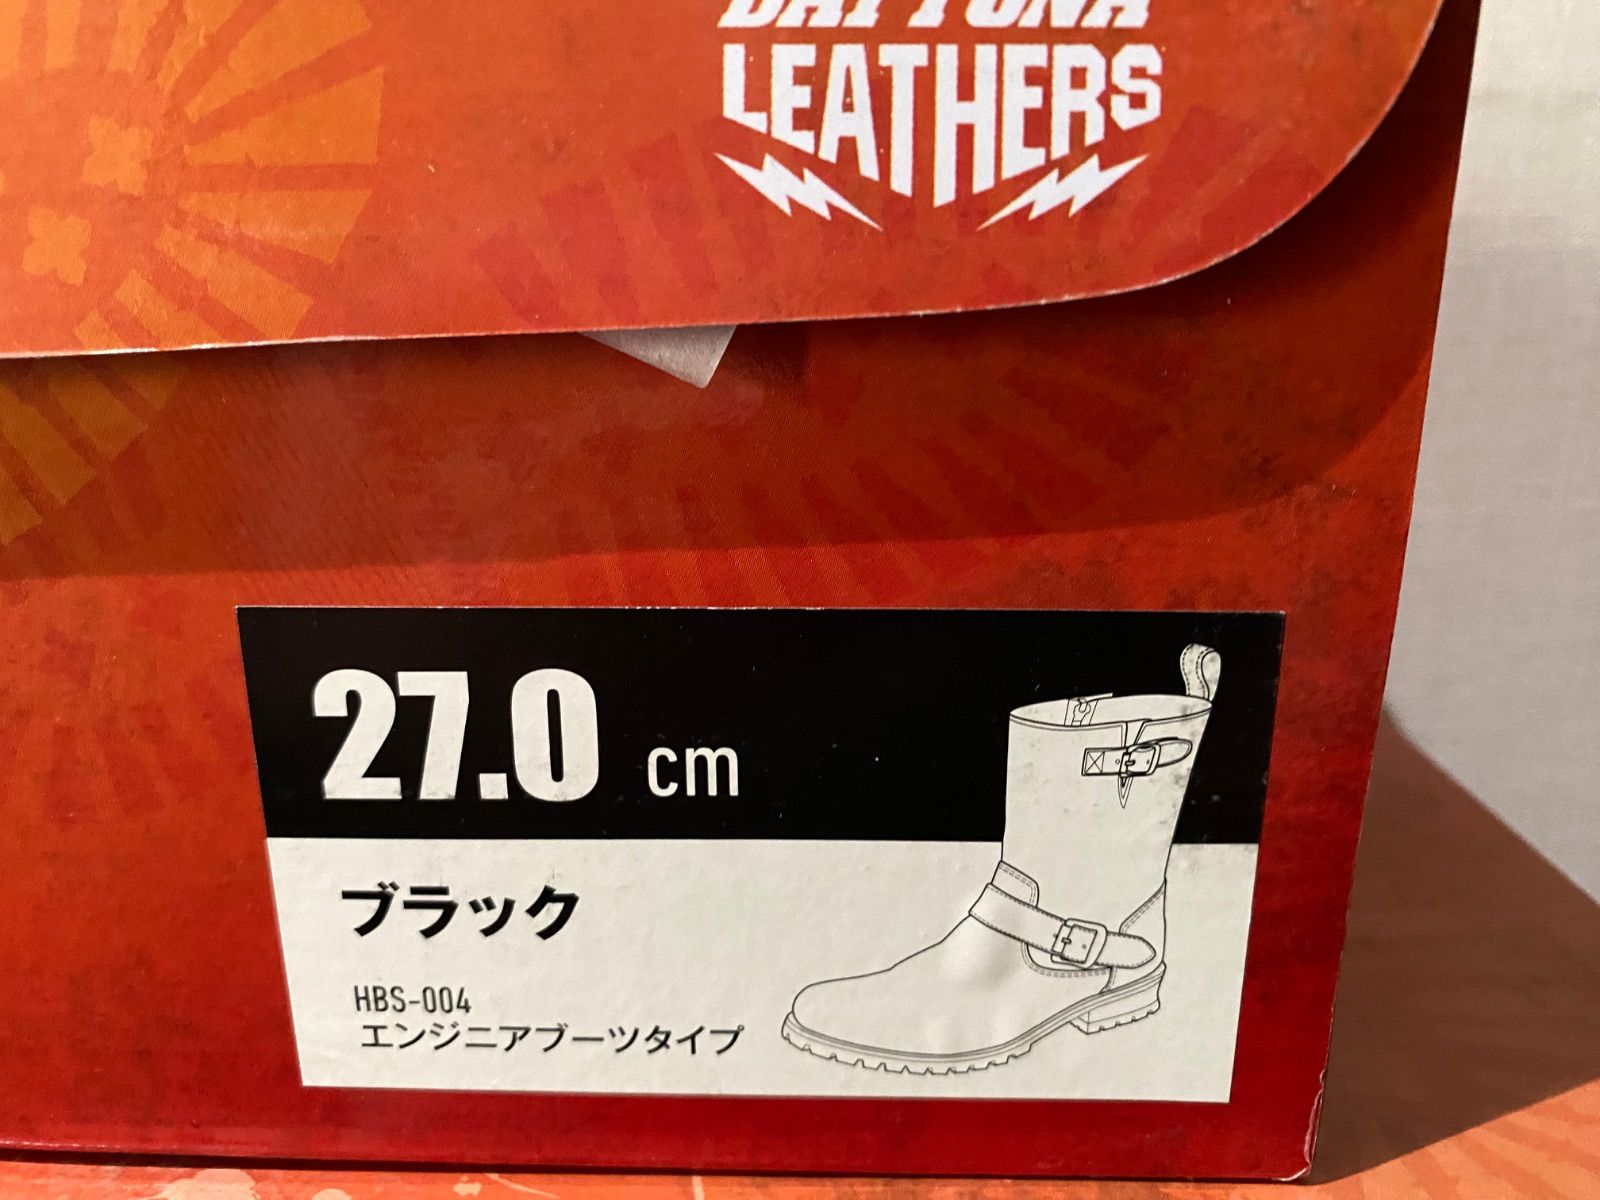 DAYTONA
LEATHERS
27.0 cm
ブラック
HBS-004
エンジニアブーツタイプ